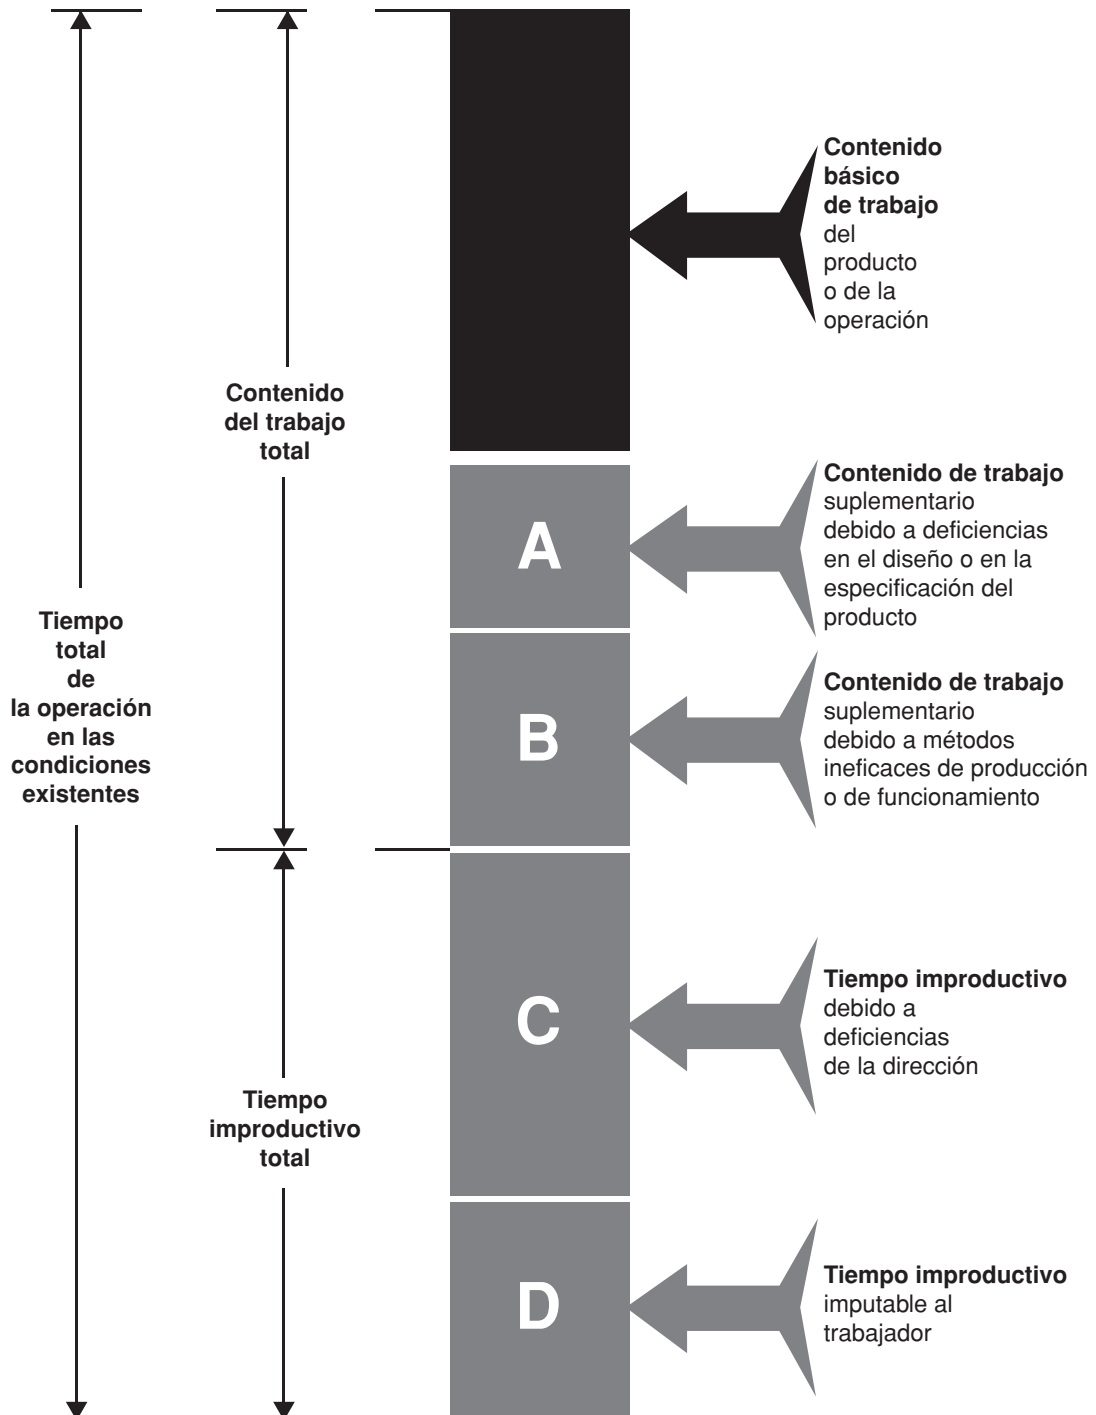 Contenido
básico
de trabajo
del
producto
o de la
operación
Contenido
del trabajo
total
A
Contenido de trabajo
suplementario
debido a deficiencias
en el diseño o en la
especificación del
producto
Tiempo
total
de
la operación
en las
condiciones
existentes
B
Contenido de trabajo
suplementario
debido a métodos
ineficaces de producción
o de funcionamiento
C
Tiempo improductivo
debido a
deficiencias
de la dirección
Tiempo
improductivo
total
D
Tiempo improductivo
imputable al
trabajador